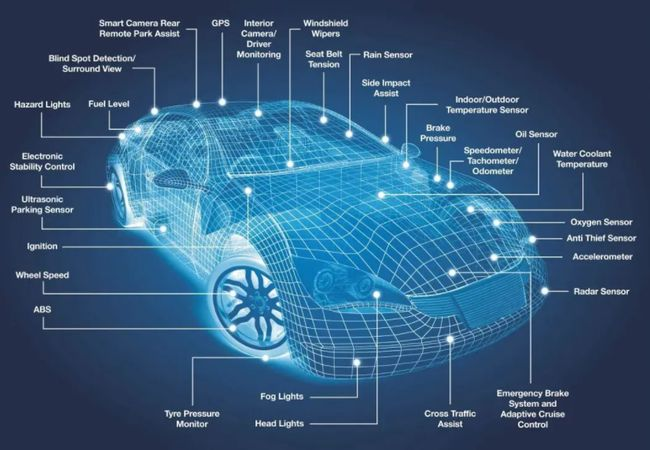 Smart Camera Rear
Remote Park Assist
GPS
Interior
Camera/
Driver
Monitoring
Windshield
Wipers
Seat Belt
Tension
Rain Sensor
Blind Spot Detection/
Surround View
Side Impact
Assist
Hazard Lights
Fuel Level
Indoor/Outdoor
Temperature Sensor
Brake
Pressure
Oil Sensor
Electronic
Stability Control
Speedometer/
Tachometer/
Odometer
Water Coolant
Temperature
Ultrasonic
Parking Sensor
Oxygen Sensor
Anti Thief Sensor
Ignition
Accelerometer
Wheel Speed
Radar Sensor
ABS
Tyre Pressure
Monitor
Fog Lights
Head Lights
Cross Traffic
Assist
Emergency Brake
System and
Adaptive Cruise
Control